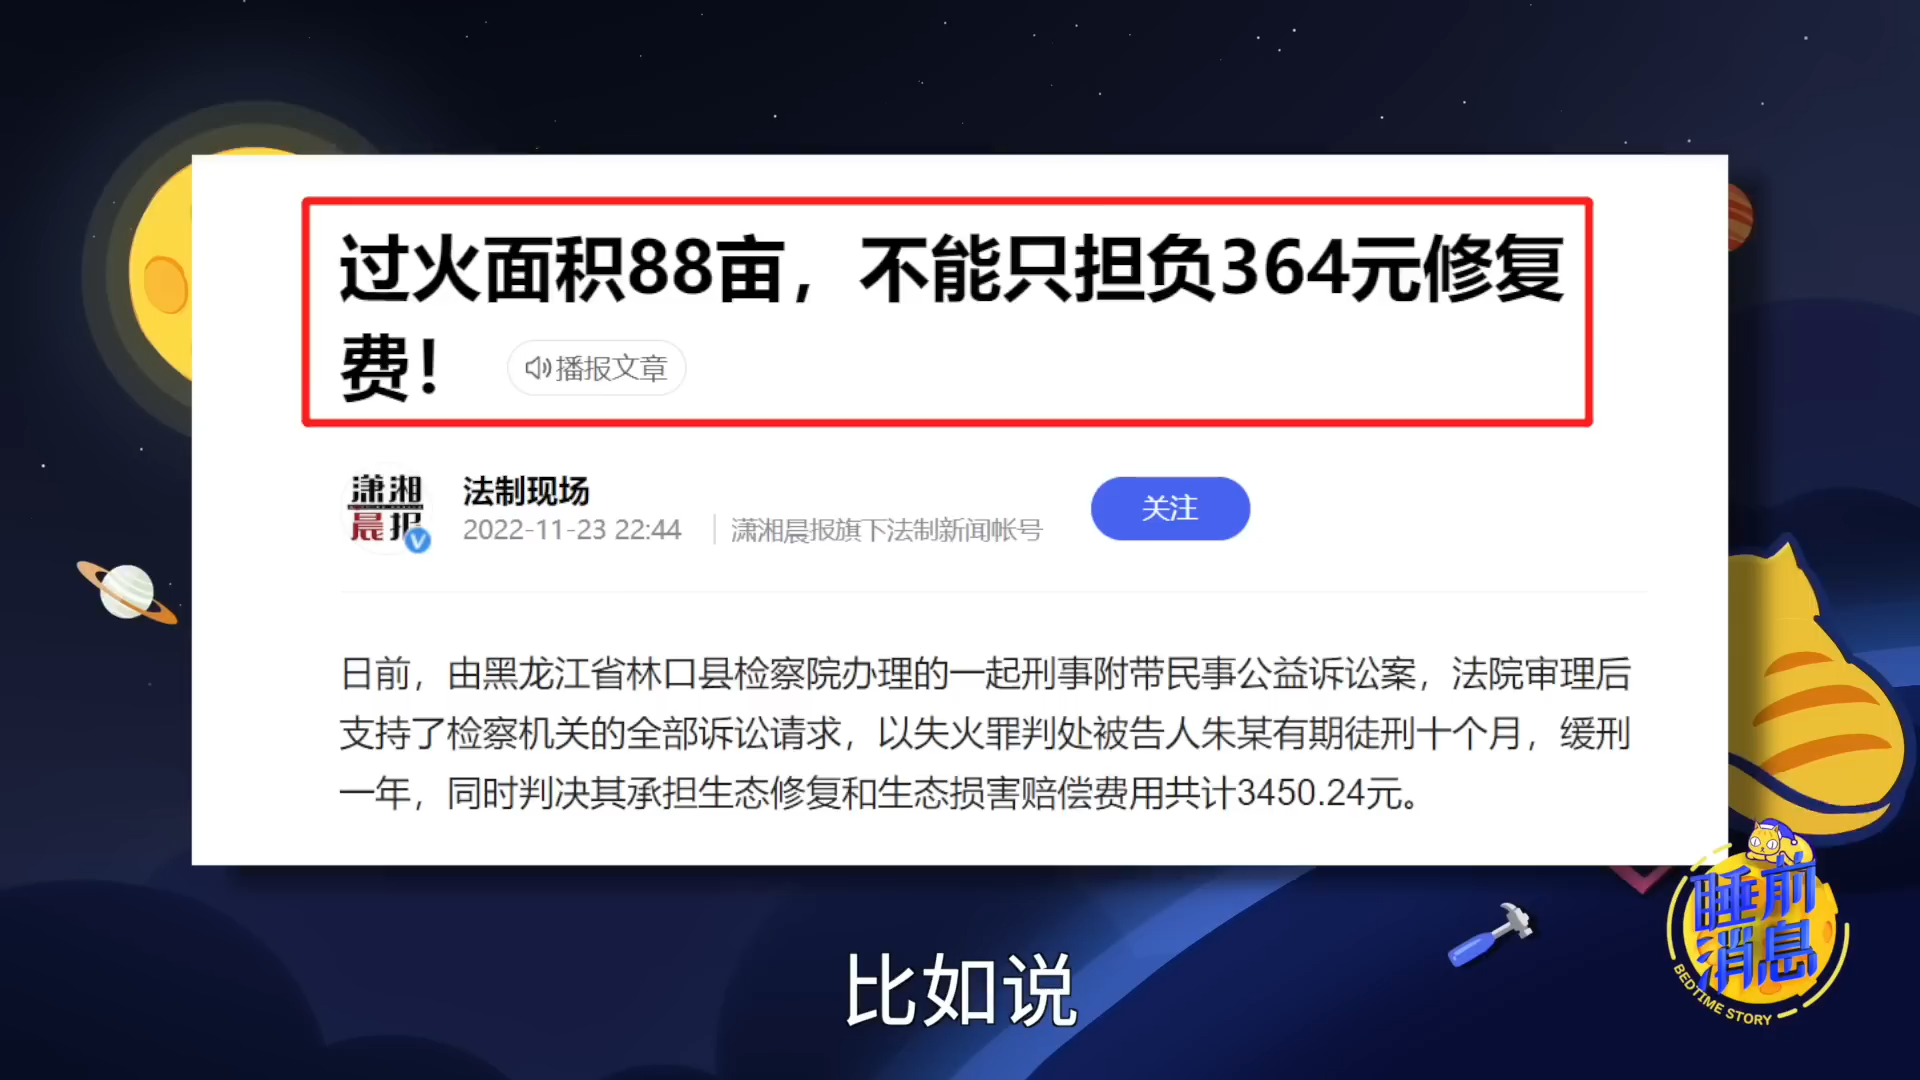 过火面积88亩，不能只担负364元修复
费！ 播报文章
潇湘
晨报
法制现场
2022-11-23 22:44 潇湘晨报旗下法制新闻帐号
关注
日前，由黑龙江省林口县检察院办理的一起刑事附带民事公益诉讼案，法院审理后
支持了检察机关的全部诉讼请求，以失火罪判处被告人朱某有期徒刑十个月，缓刑
一年，同时判决其承担生态修复和生态损害赔偿费用共计3450.24元。
睡前
消息
BEDTIME STORY
比如说